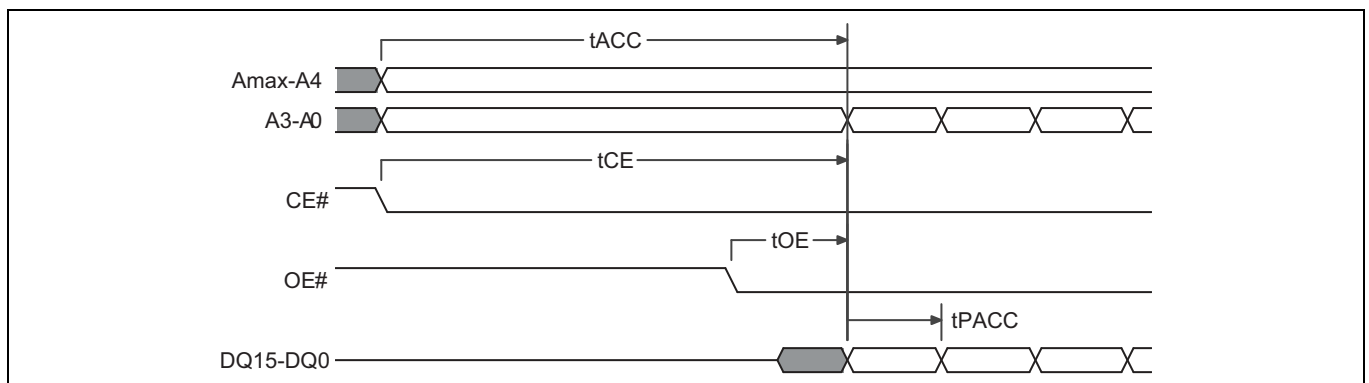 tACC
Amax-A4
A3-A0
tCE
CE#
tOE
OE#
tPACC
DQ15-DQ0